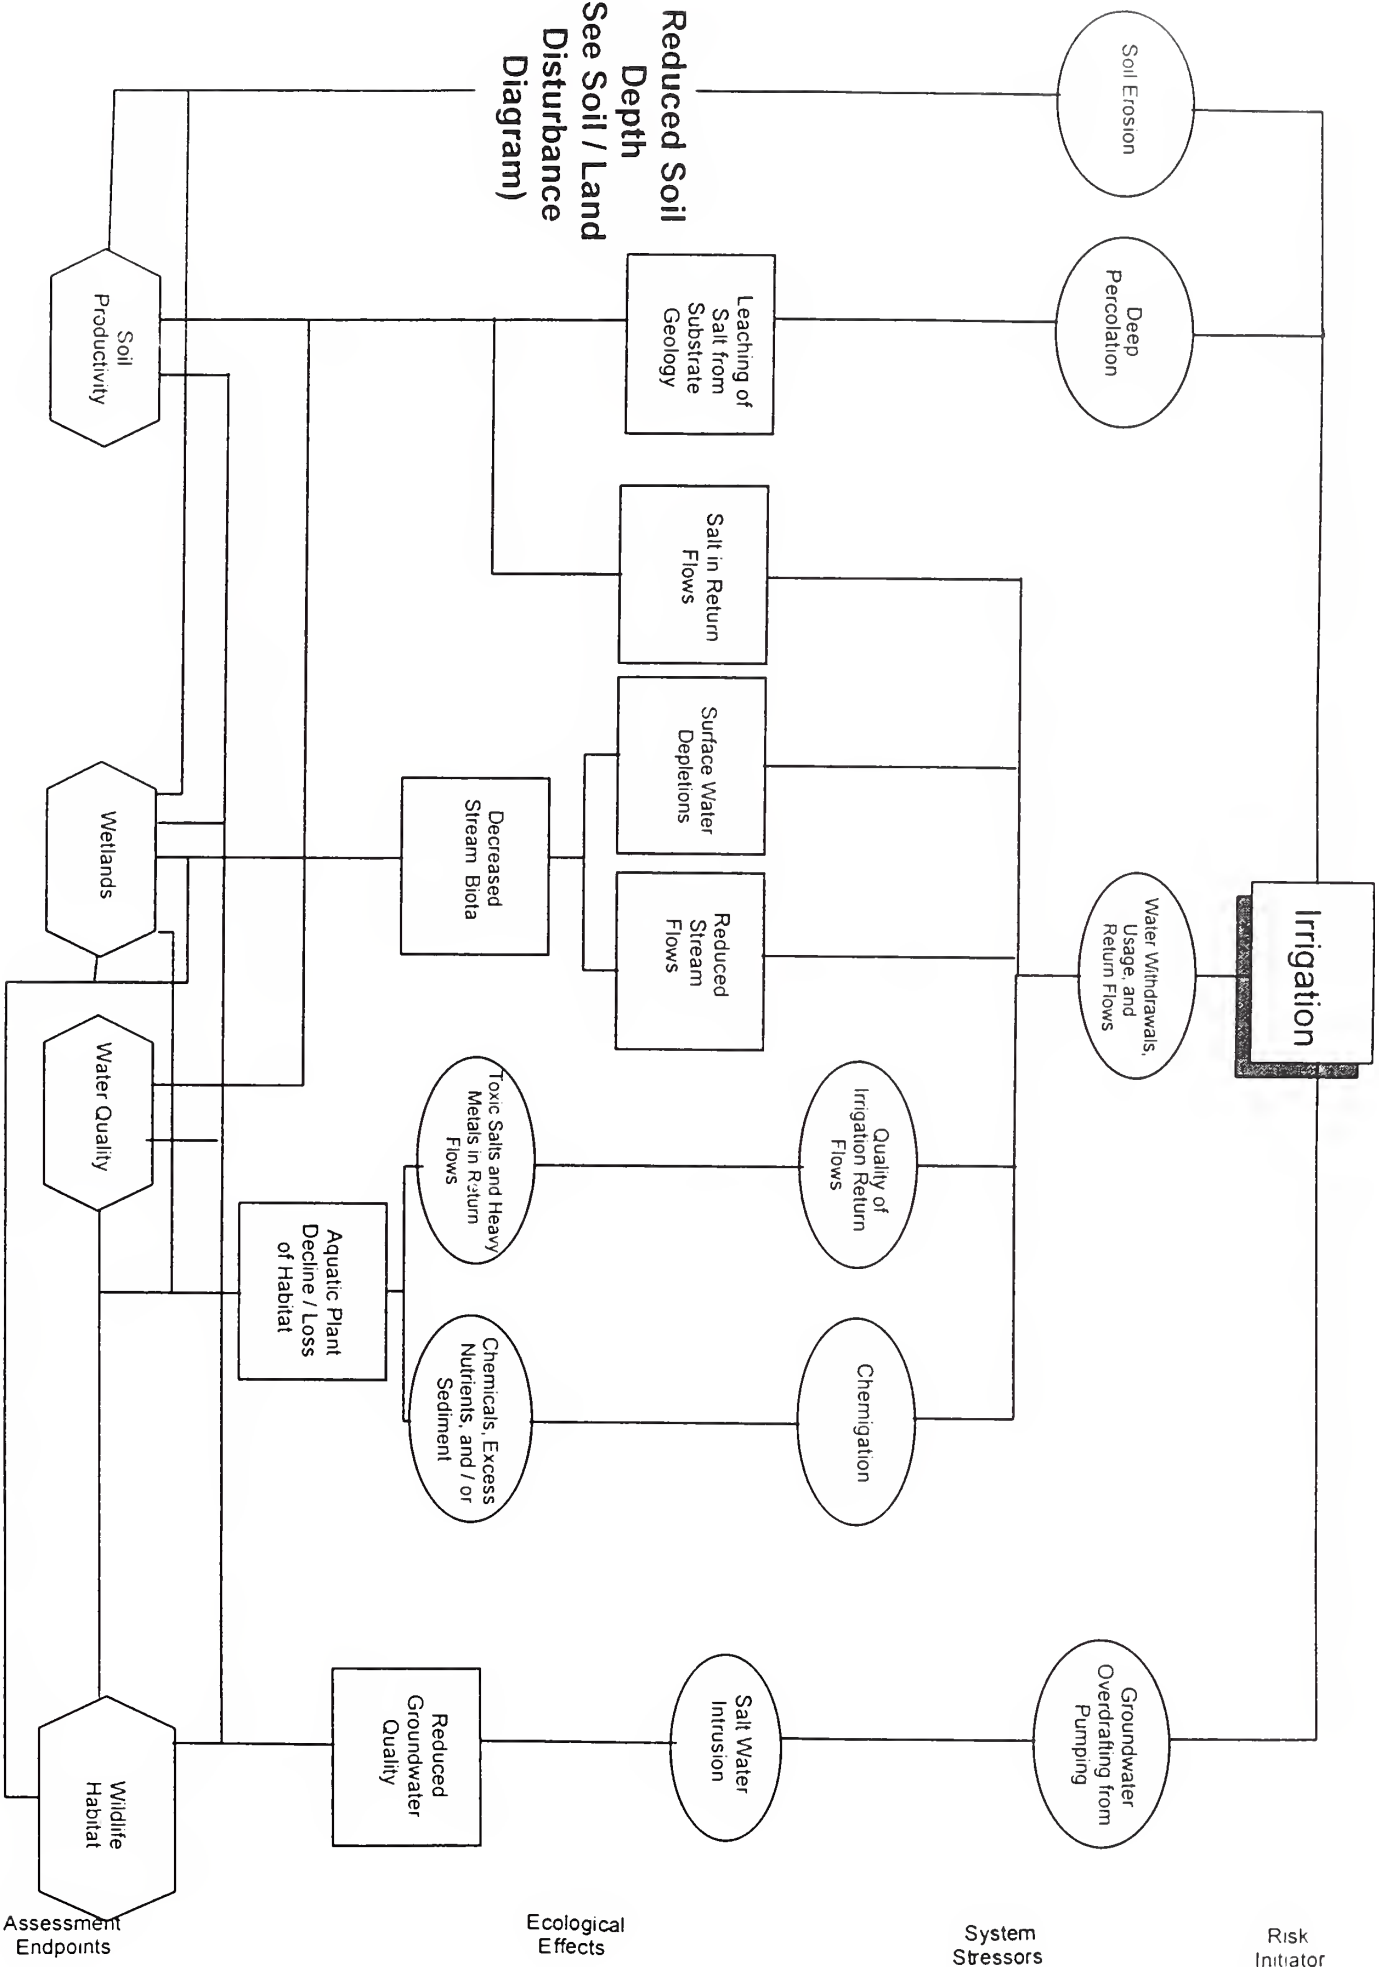 Irrigation
Soil Erosion
Deep
Percolation
Water Withdrawals,
Usage, and
Return Flows
Groundwater
Overdrafting from
Pumping
Quality of
Irrigation Return
Flows
Chemigation
Reduced Soil
Depth
See Soil / Land
Disturbance
Diagram)
Leaching of
Salt from
Substrate
Geology
Salt in Return
Flows
Surface Water
Depletions
Reduced
Stream
Flows
Salt Water
Intrusion
Decreased
Stream Biota
Toxic Salts and Heavy
Metals in Return
Flows
Chemicals, Excess
Nutrients, and / or
Sediment
Reduced
Groundwater
Quality
Aquatic Plant
Decline / Loss
of Habitat
Soil
Productivity
Wetlands
Water Quality
Wildlife
Habitat
Assessment
Endpoints
Ecological
Effects
System
Stressors
Risk
Initiator